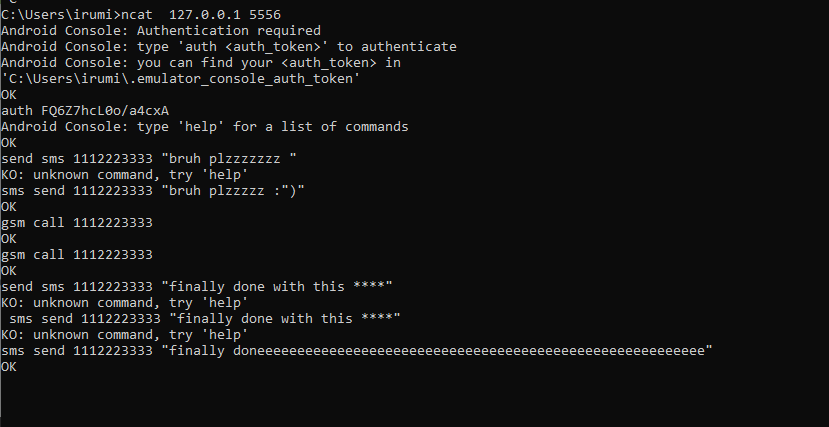 C:\Users\irumi>ncat  127.0.0.1 5556
Android Console: Authentication required
Android Console: type 'auth <auth_token>' to authenticate
Android Console: you can find your <auth_token> in
'C:\Users\irumi\.emulator_console_auth_token'
OK
auth FQ6Z7hcL0o/a4cxA
Android Console: type 'help' for a list of commands
OK
send sms 1112223333 "bruh plzzzzzzz "
KO: unknown command, try 'help'
sms send 1112223333 "bruh plzzzzz :")"
OK
gsm call 1112223333
OK
gsm call 1112223333
OK
send sms 1112223333 "finally done with this ****"
KO: unknown command, try 'help'
 sms send 1112223333 "finally done with this ****"
KO: unknown command, try 'help'
sms send 1112223333 "finally doneeeeeeeeeeeeeeeeeeeeeeeeeeeeeeeeeeeeeeeeeeeeeeeeeeeeeeeee"
OK